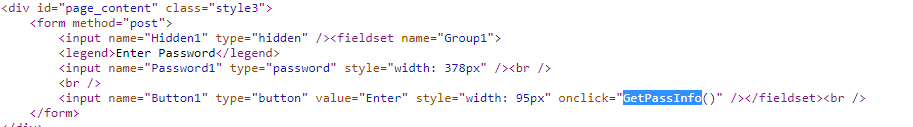 <div id="page_content" class="style3">
<form method="post">
<input name="Hidden1" type="hidden" /><fieldset name="Group1">
<legend>Enter Password</legend>
<input name="Password1" type="password" style="width: 378px" /><br />
<br />
<input name="Button1" type="button" value="Enter" style="width: 95px" onclick="GetPassInfo()" /></fieldset><br />
</form>
</div>